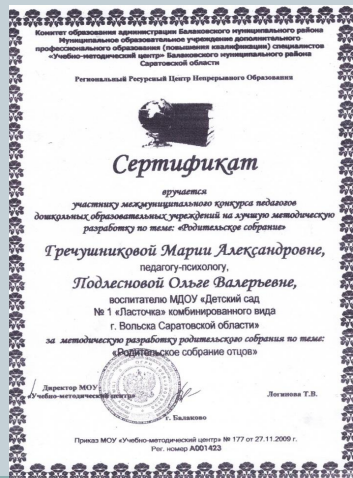 Комитет образования администрации Балаковского муниципального района
Муниципальное образовательное учреждение дополнительного
профессионального образования (повышения квалификации) специалистов
«Учебно-методический центр» Балаковского муниципального района
Саратовской области
Региональный Ресурсный Центр Непрерывного Образования
Сертификат
вручается
участнику межмуниципального конкурса педагогов
дошкольных образовательных учреждений на лучшую методическую
разработку по теме: «Родительское собрание»
Гречушниковой Марии Александровне,
педагогу-психологу,
Подлесновой Ольге Валерьевне,
воспитателю МДОУ «Детский сад
№ 1 «Ласточка» комбинированного вида
г. Вольска Саратовской области»
за методическую разработку родительского собрания по теме:
«Родительское собрание отцов»
Директор МОУ
«Учебно-методический центр»
Логинова Т.В.
г. Балаково
Приказ МОУ «Учебно-методический центр» № 177 от 27.11.2009 г.
Рег. номер А001423